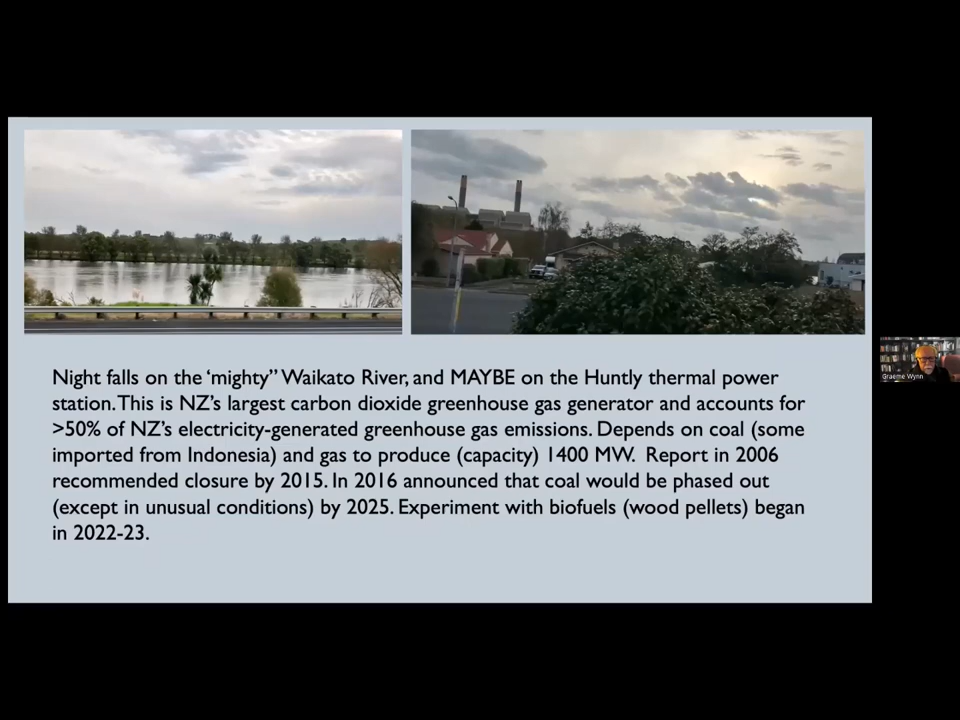 Night falls on the ‘mighty” Waikato River, and MAYBE on the Huntly thermal power
station. This is NZ’s largest carbon dioxide greenhouse gas generator and accounts for
>50% of NZ’s electricity-generated greenhouse gas emissions. Depends on coal (some
imported from Indonesia) and gas to produce (capacity) 1400 MW. Report in 2006
recommended closure by 2015. In 2016 announced that coal would be phased out
(except in unusual conditions) by 2025. Experiment with biofuels (wood pellets) began
in 2022-23.
Graeme Wynn